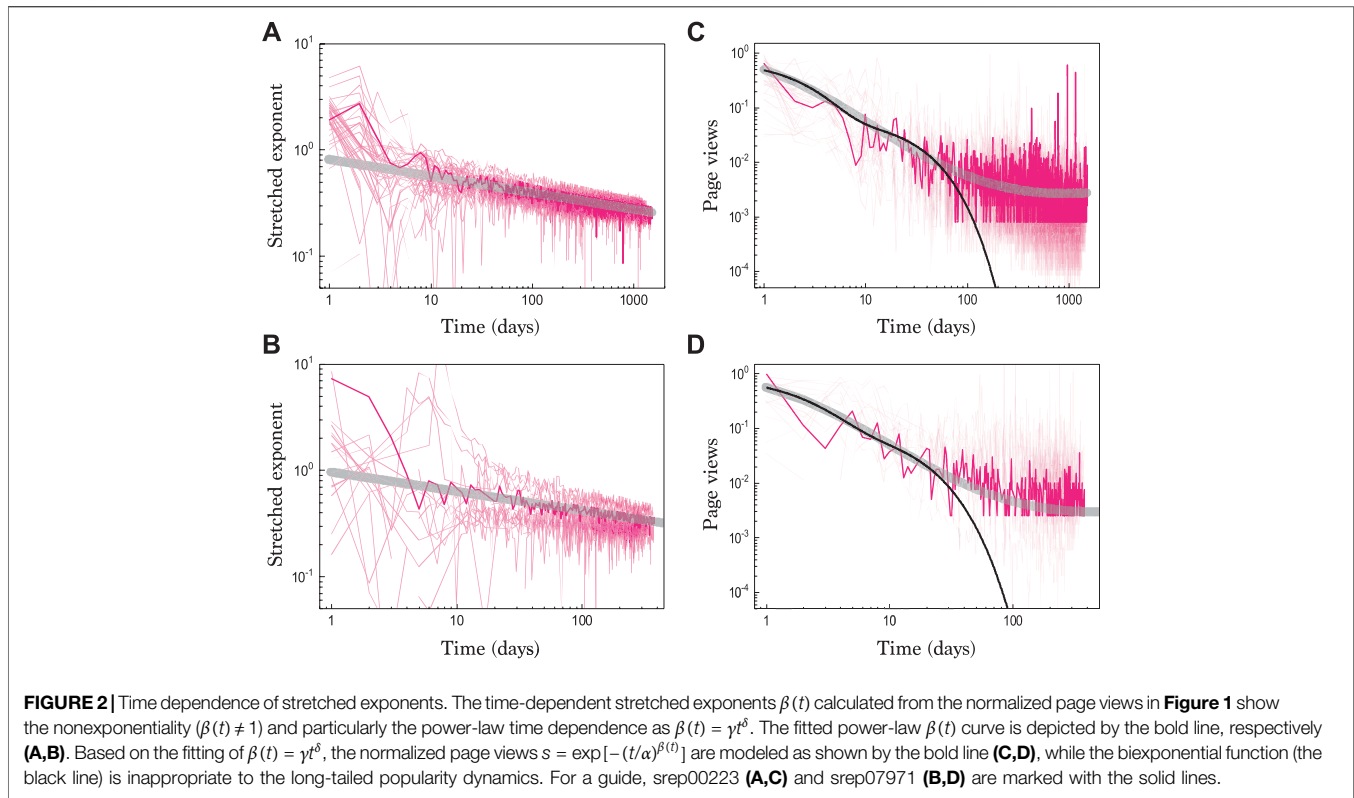 A
10^1
10^0
10^-1
Stretched exponent
1 10 100 1000
Time (days)
C
10^0
10^-1
10^-2
10^-3
10^-4
Page views
1 10 100 1000
Time (days)
B
10^1
10^0
10^-1
Stretched exponent
1 10 100
Time (days)
D
10^0
10^-1
10^-2
10^-3
10^-4
Page views
1 10 100
Time (days)
FIGURE 2 | Time dependence of stretched exponents. The time-dependent stretched exponents β(t) calculated from the normalized page views in Figure 1 show
the nonexponentiality (β(t) ≠ 1) and particularly the power-law time dependence as β(t) = γt^δ. The fitted power-law β(t) curve is depicted by the bold line, respectively
(A,B). Based on the fitting of β(t) = γt^δ, the normalized page views s = exp[−(t/α)^β(t)] are modeled as shown by the bold line (C,D), while the biexponential function (the
black line) is inappropriate to the long-tailed popularity dynamics. For a guide, srep00223 (A,C) and srep07971 (B,D) are marked with the solid lines.